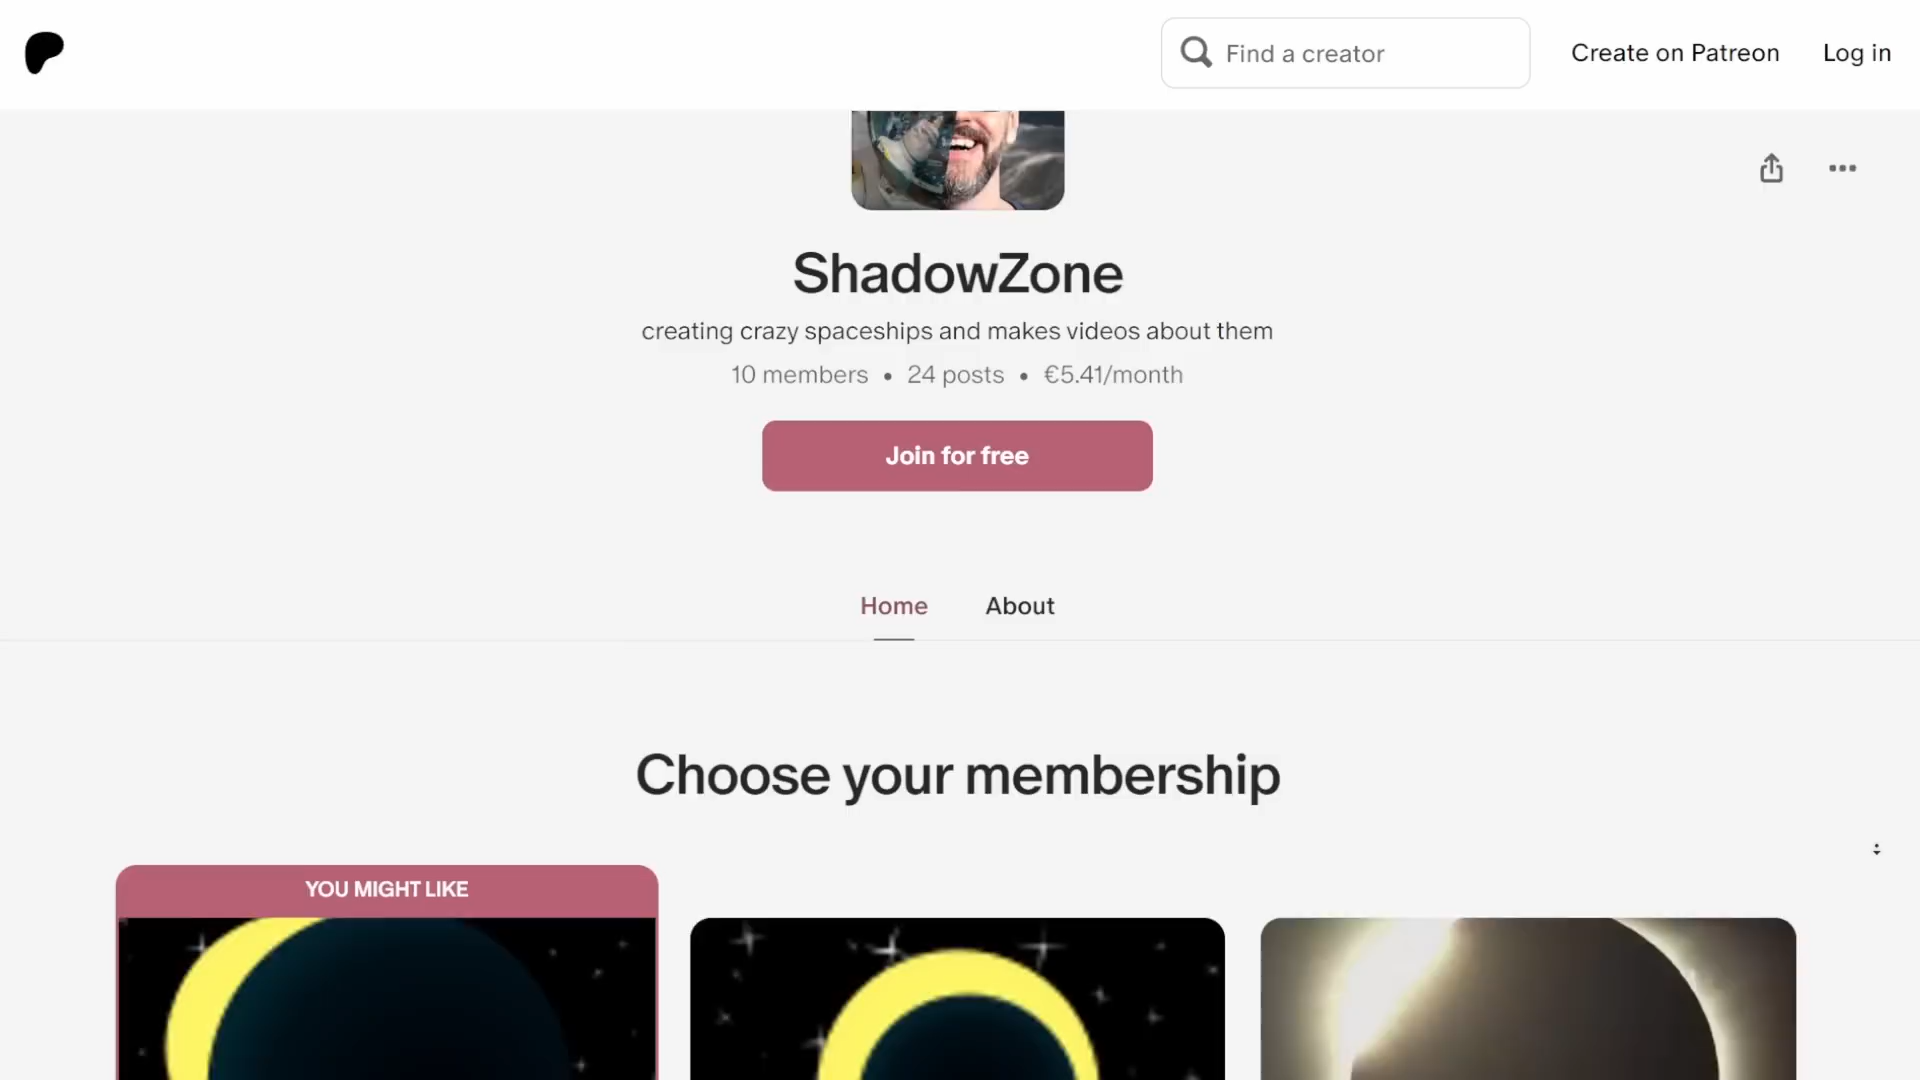 Find a creator
Create on Patreon
Log in
ShadowZone
creating crazy spaceships and makes videos about them
10 members • 24 posts • €5.41/month
Join for free
Home
About
Choose your membership
YOU MIGHT LIKE